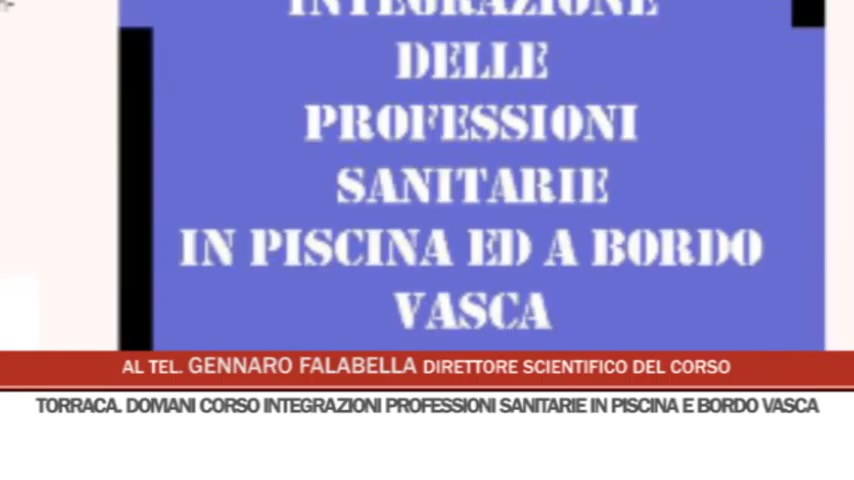 INTEGRAZIONE
DELLE
PROFESSIONI
SANITARIE
IN PISCINA ED A BORDO
VASCA
AL TEL. GENNARO FALABELLA DIRETTORE SCIENTIFICO DEL CORSO
TORRACA. DOMANI CORSO INTEGRAZIONI PROFESSIONI SANITARIE IN PISCINA E BORDO VASCA